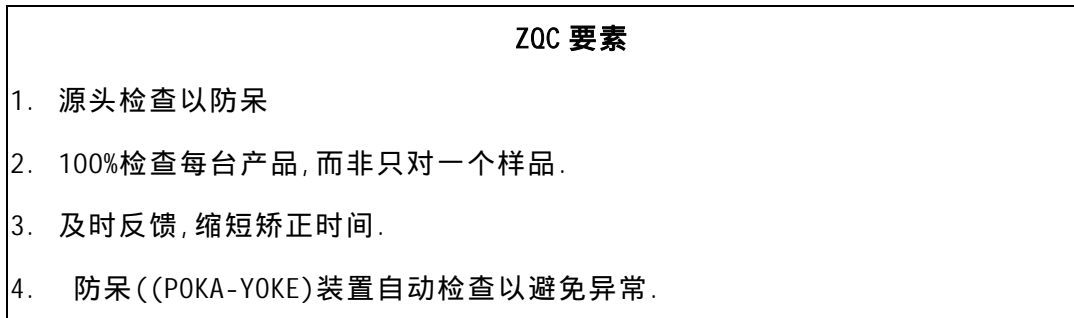 ZQC 要素
1. 源头检查以防呆
2. 100%检查每台产品,而非只对一个样品.
3. 及时反馈,缩短矫正时间.
4. 防呆((POKA-YOKE)装置自动检查以避免异常.